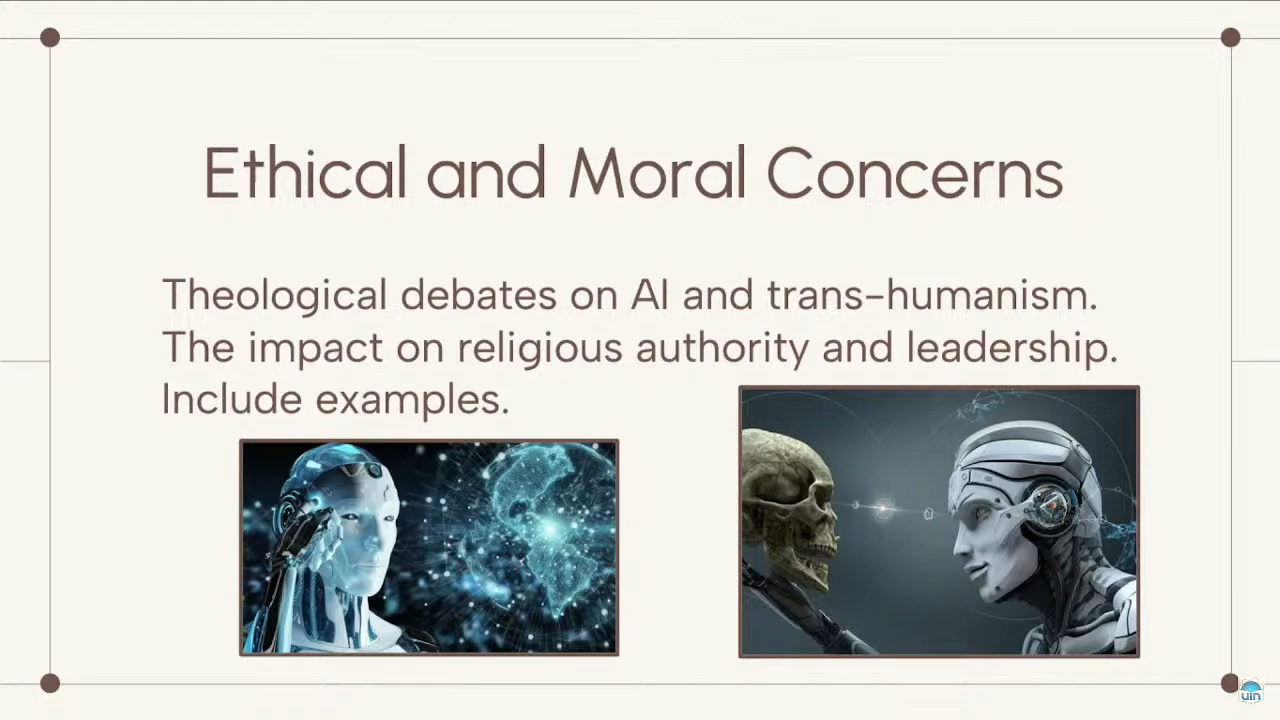 Ethical and Moral Concerns
Theological debates on AI and trans-humanism.
The impact on religious authority and leadership.
Include examples.
uin